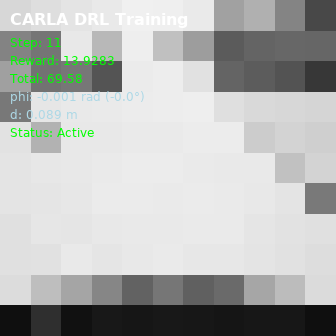 CARLA DRL Training
Step: 11
Reward: 13.9283
Total: 69.58
phi: -0.001 rad (-0.0°)
d: 0.089 m
Status: Active